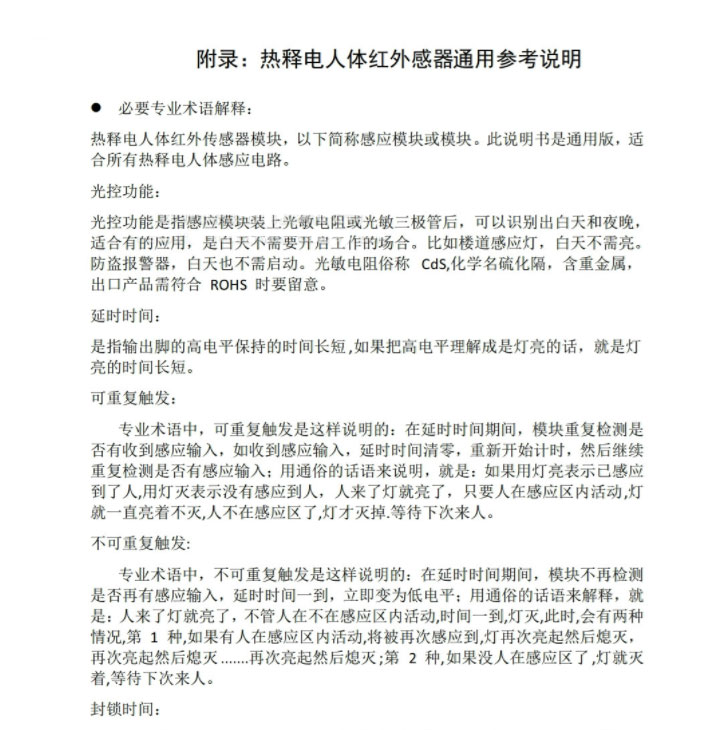 附录：热释电人体红外感器通用参考说明
● 必要专业术语解释：
热释电人体红外传感器模块，以下简称感应模块或模块。此说明书是通用版，适
合所有热释电人体感应电路。
光控功能：
光控功能是指感应模块装上光敏电阻或光敏三极管后，可以识别出白天和夜晚，
适合有的应用，是白天不需要开启工作的场合。比如楼道感应灯，白天不需亮。
防盗报警器，白天也不需启动。光敏电阻俗称 CdS,化学名硫化隔，含重金属，
出口产品需符合 ROHS 时要留意。
延时时间：
是指输出脚的高电平保持的时间长短,如果把高电平理解成是灯亮的话，就是灯
亮的时间长短。
可重复触发：
专业术语中，可重复触发是这样说明的：在延时时间期间，模块重复检测是
否有收到感应输入，如收到感应输入，延时时间清零，重新开始计时，然后继续
重复检测是否有感应输入；用通俗的话语来说明，就是：如果用灯亮表示已感应
到了人,用灯灭表示没有感应到人，人来了灯就亮了，只要人在感应区内活动,灯
就一直亮着不灭,人不在感应区了,灯才灭掉.等待下次来人。
不可重复触发:
专业术语中，不可重复触发是这样说明的：在延时时间期间，模块不再检测
是否再有感应输入，延时时间一到，立即变为低电平；用通俗的话语来解释，就
是：人来了灯就亮了，不管人在不在感应区内活动,时间一到,灯灭,此时,会有两种
情况,第 1 种,如果有人在感应区内活动,将被再次感应到,灯再次亮起然后熄灭，
再次亮起然后熄灭.......再次亮起然后熄灭;第 2 种,如果没人在感应区了,灯就灭
着,等待下次来人。
封锁时间：